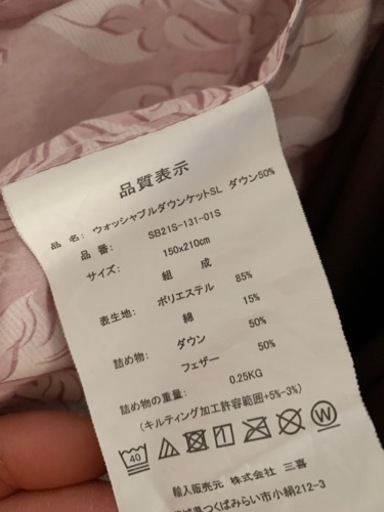 品質表示
品 名: ウォッシャブルダウンケットSL ダウン50%
品番: SB21S-131-01S
サイズ: 150x210cm
組 成
表生地: ポリエステル 85%
綿 15%
詰め物: ダウン 50%
フェザー 50%
詰め物の重量: 0.25KG
(キルティング加工許容範囲+5%-3%)
40 W
輸入販売元 株式会社 三喜
茨城県つくばみらい市小絹212-3